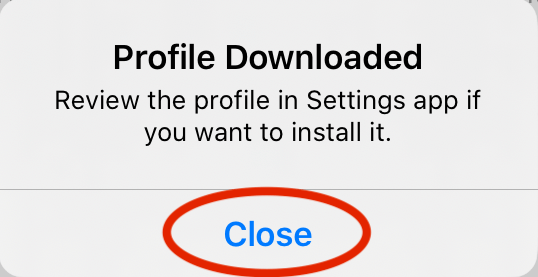 Profile Downloaded
Review the profile in Settings app if
you want to install it.
Close